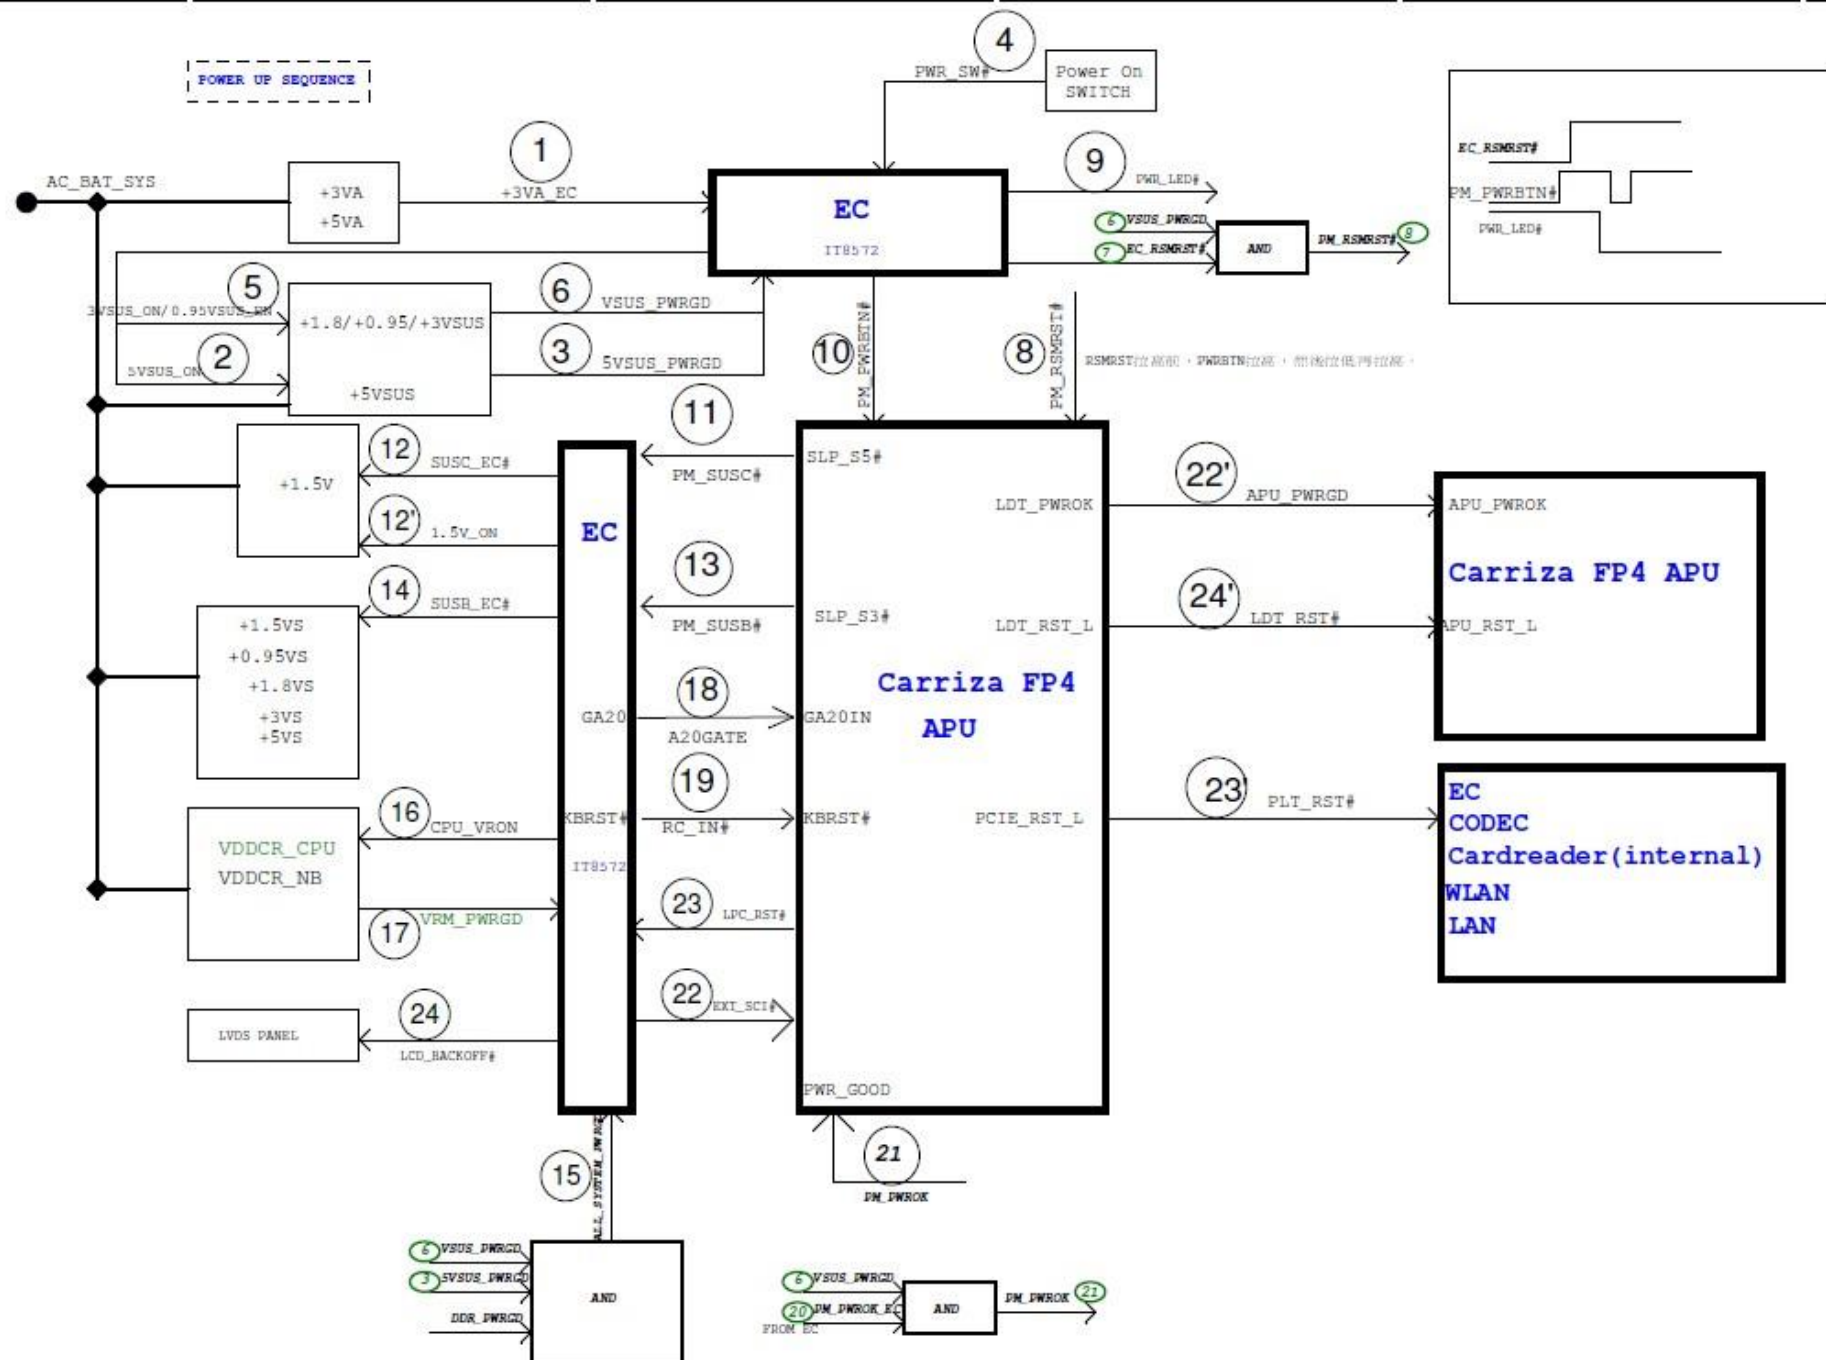 POWER UP SEQUENCE
4
PWR_SW#
Power On
SWITCH
1
AC_BAT_SYS
+3VA
+5VA
+3VA_EC
EC
IT8572
9
PWR_LED#
6 VSUS_PWRGD
7 EC_RSMRST#
AND
PM_RSMRST# 8
EC_RSMRST#
PM_PWRBTN#
PWR_LED#
5
3VSUS_ON/0.95VSUS_EN
2
5VSUS_ON
+1.8/+0.95/+3VSUS
+5VSUS
6
VSUS_PWRGD
3
5VSUS_PWRGD
10
PM_PWRBTN#
8
PM_RSMRST#
RSMRST
PWRBTN
11
PM_SUSC#
SLP_S5#
12
SUSC_EC#
+1.5V
12'
1.5V_ON
EC
13
PM_SUSB#
SLP_S3#
14
SUSB_EC#
+1.5VS
+0.95VS
+1.8VS
+3VS
+5VS
GA20
18
A20GATE
GA20IN
Carriza FP4
APU
KBRST#
19
RC_IN#
KBRST#
16
CPU_VRON
VDDCR_CPU
VDDCR_NB
IT8572
17
VRM_PWRGD
23
LPC_RST#
22
EXT_SCI#
24
LVDS PANEL
LCD_BACKOFF#
LDT_PWROK
22'
APU_PWRGD
APU_PWROK
Carriza FP4 APU
LDT_RST_L
24'
LDT_RST#
APU_RST_L
PCIE_RST_L
23'
PLT_RST#
EC
CODEC
Cardreader(internal)
WLAN
LAN
PWR_GOOD
21
PM_PWROK
15
ALL_SYSTEM_PWRGD
6 VSUS_PWRGD
3 5VSUS_PWRGD
DDR_PWRGD
AND
6 VSUS_PWRGD
20 PM_PWROK_EC
FROM EC
AND
PM_PWROK 21